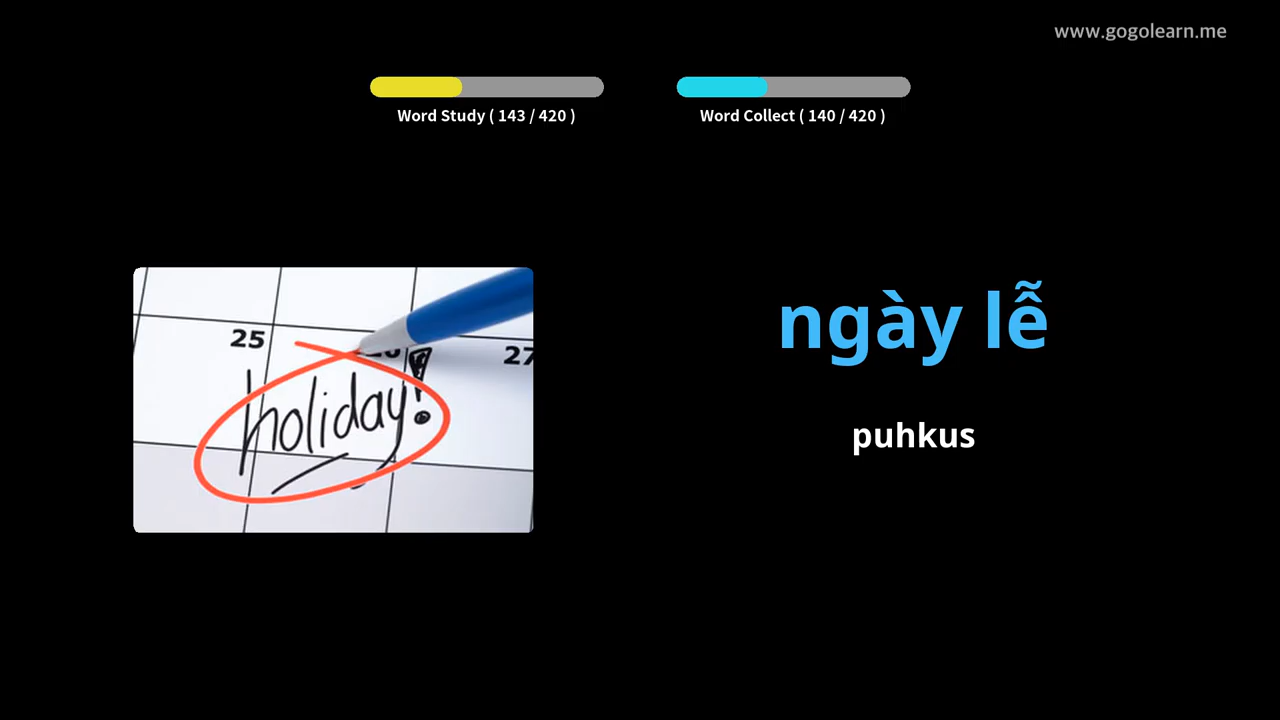 www.gogolearn.me
Word Study ( 143 / 420 )
Word Collect ( 140 / 420 )
25
27
holiday!
ngày lễ
puhkus